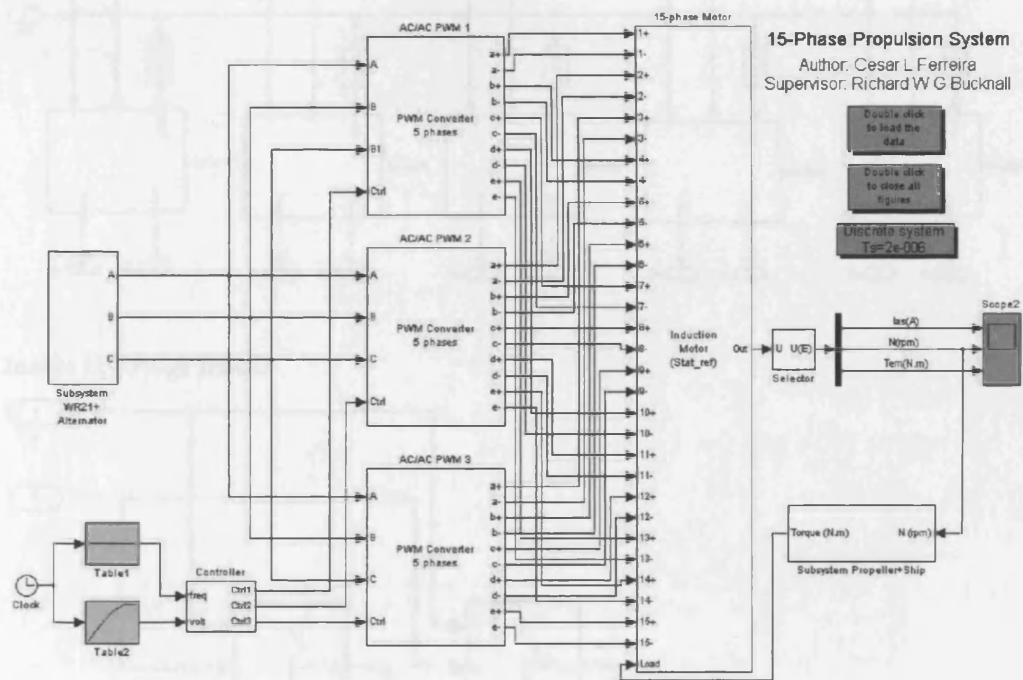 15-Phase Propulsion System
Author: Cesar L Ferreira
Supervisor: Richard W G Bucknall
Double click
to load the
data
Double click
to close all
figures
Discrete system
Ts=2e-006
AC/AC PWM 1
A
B
B1
Ctrl
PWM Converter
5 phases
a+
a-
b+
b-
c+
c-
d+
d-
e+
e-
AC/AC PWM 2
A
B
C
Ctrl
PWM Converter
5 phases
a+
a-
b+
b-
c+
c-
d+
d-
e+
e-
AC/AC PWM 3
A
B
C
Ctrl
PWM Converter
5 phases
a+
a-
b+
b-
c+
c-
d+
d-
e+
e-
A
B
C
Subsystem
WR21+
Alternator
Clock
Table1
Table2
Controller
freq
volt
Ctrl1
Ctrl2
Ctrl3
15-phase Motor
1+
1-
2+
2-
3+
3-
4+
4-
5+
5-
6+
6-
7+
7-
8+
8-
9+
9-
10+
10-
11+
11-
12+
12-
13+
13-
14+
14-
15+
15-
Load
Induction
Motor
(Stat_ref)
Out
U U(E)
Selector
Ias(A)
N(rpm)
Tem(N.m)
Scope2
Torque (N.m)
N (rpm)
Subsystem Propeller+Ship